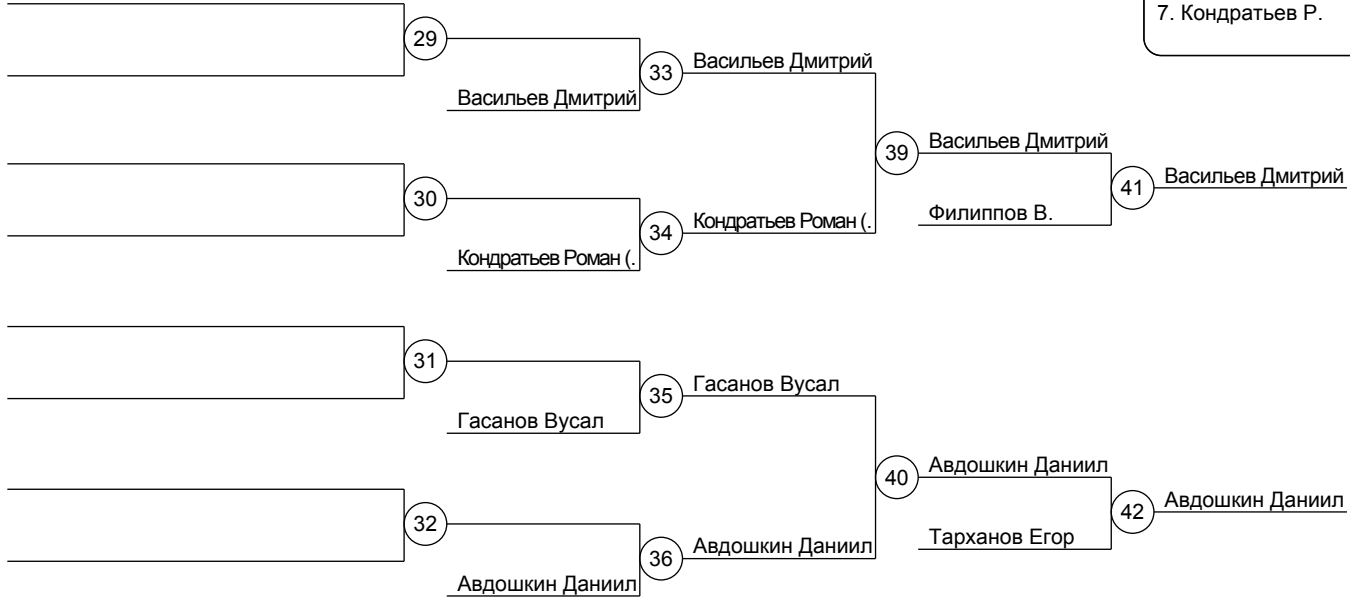 7. Кондратьев Р.
29
33
Васильев Дмитрий
Васильев Дмитрий
39
Васильев Дмитрий
41
Васильев Дмитрий
30
Филиппов В.
34
Кондратьев Роман (.
Кондратьев Роман (.
31
35
Гасанов Вусал
Гасанов Вусал
40
Авдошкин Даниил
42
Авдошкин Даниил
32
Тарханов Егор
36
Авдошкин Даниил
Авдошкин Даниил